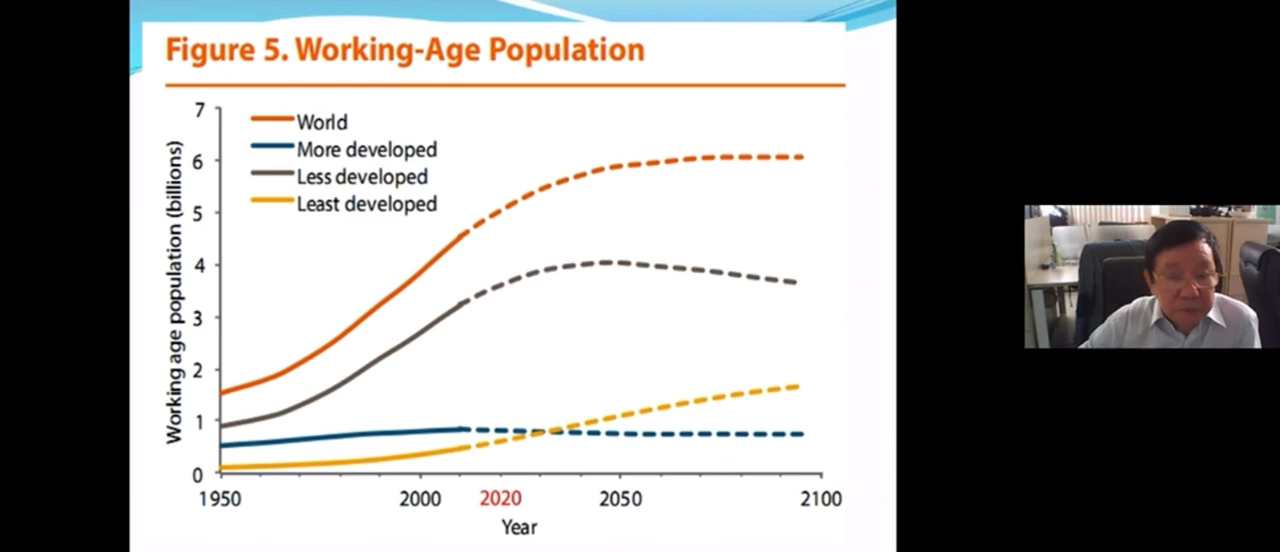 Figure 5. Working-Age Population
7
6
5
4
3
2
1
0
Working age population (billions)
World
More developed
Less developed
Least developed
1950
2000
2020
2050
2100
Year